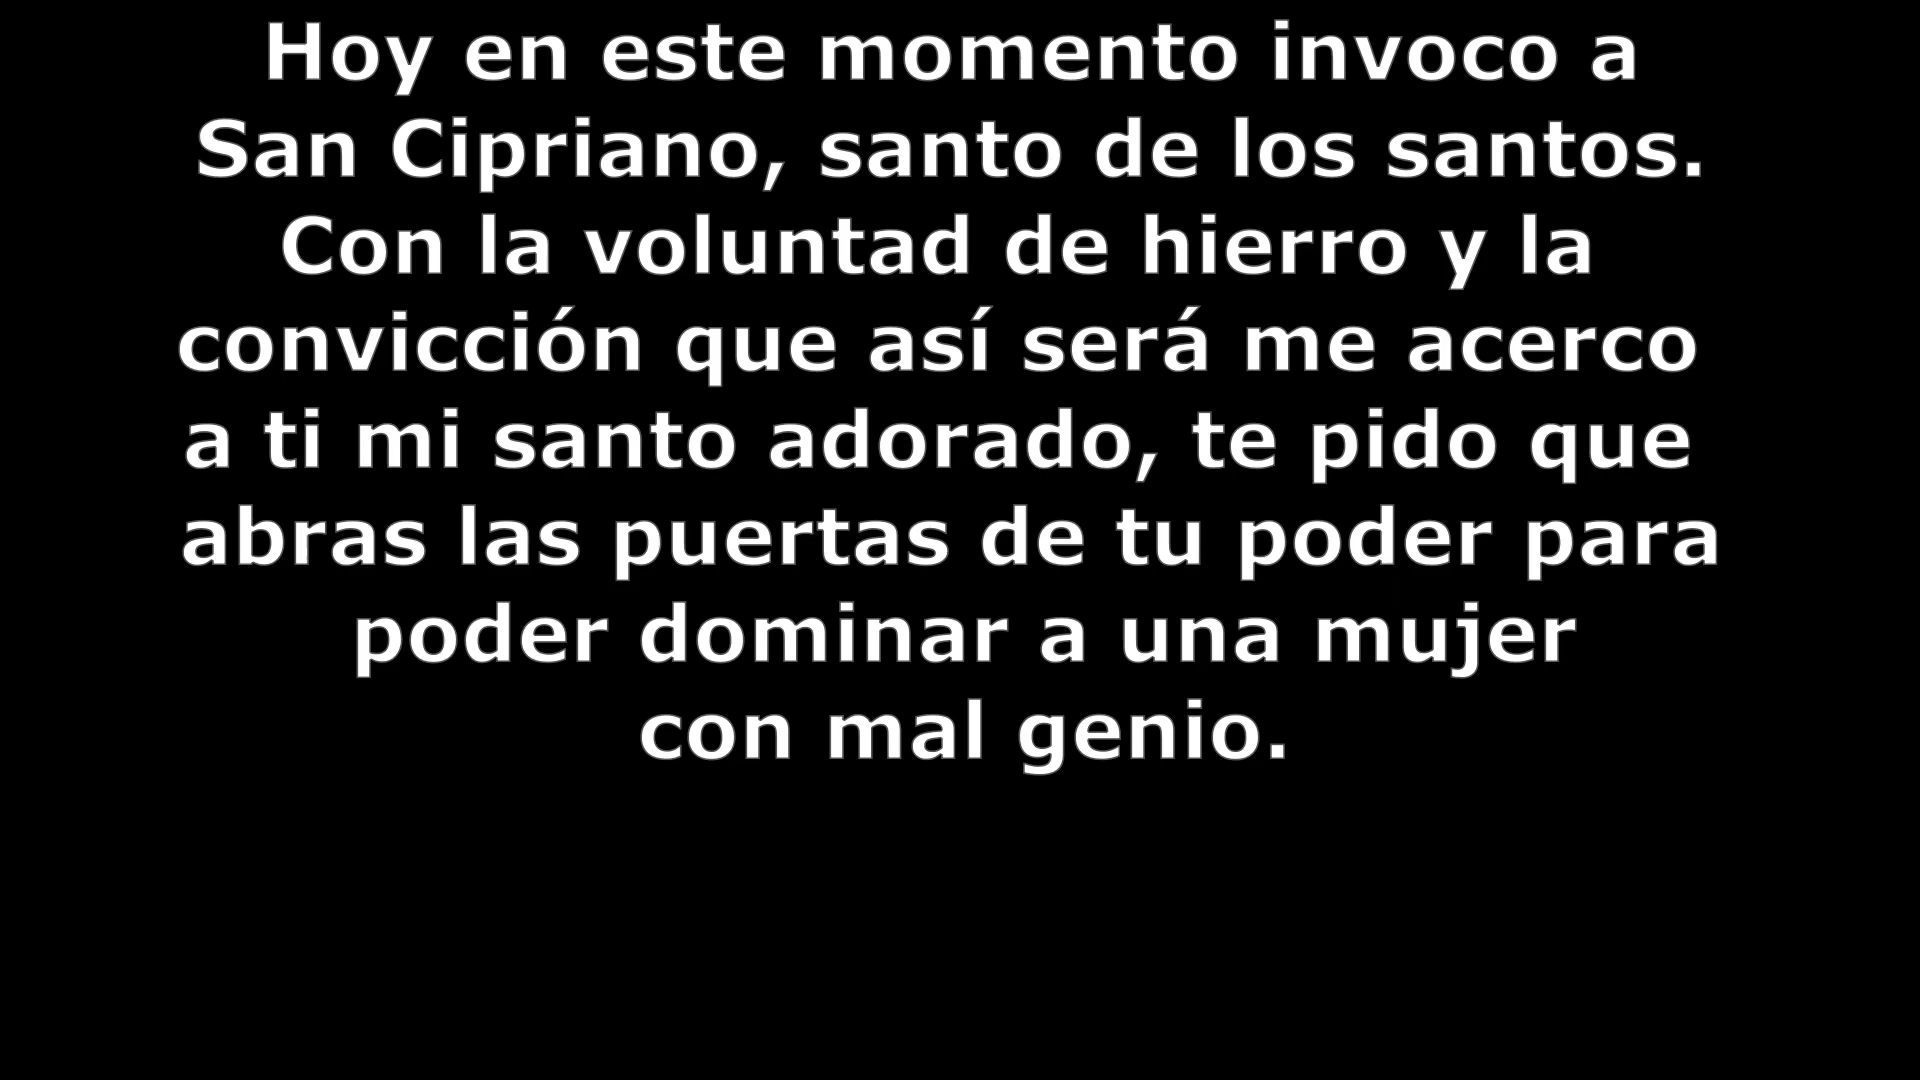 Hoy en este momento invoco a
San Cipriano, santo de los santos.
Con la voluntad de hierro y la
convicción que así será me acerco
a ti mi santo adorado, te pido que
abras las puertas de tu poder para
poder dominar a una mujer
con mal genio.